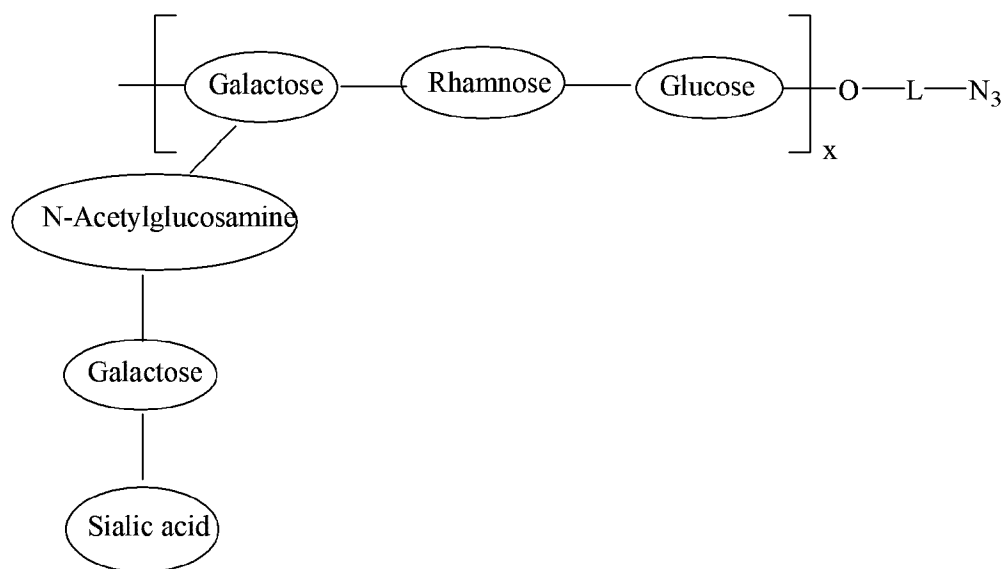 Galactose Rhamnose Glucose O L N3
x
N-Acetylglucosamine
Galactose
Sialic acid